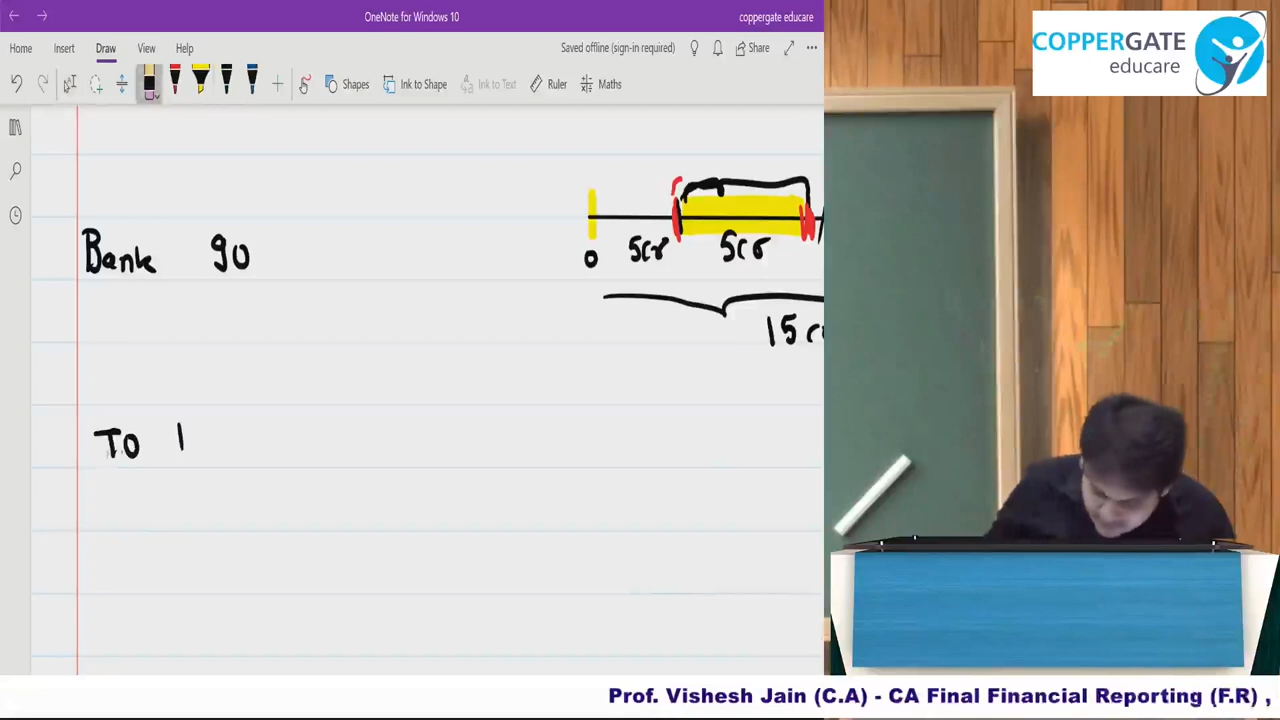 OneNote for Windows 10
coppergate educare
Home Insert Draw View Help
Saved offline (sign-in required)
Share
Shapes
Ink to Shape
Ink to Text
Ruler
Maths
COPPERGATE
educare
Bank 90
0
5cr
5cr
15c
To |
Prof. Vishesh Jain (C.A) - CA Final Financial Reporting (F.R) ,